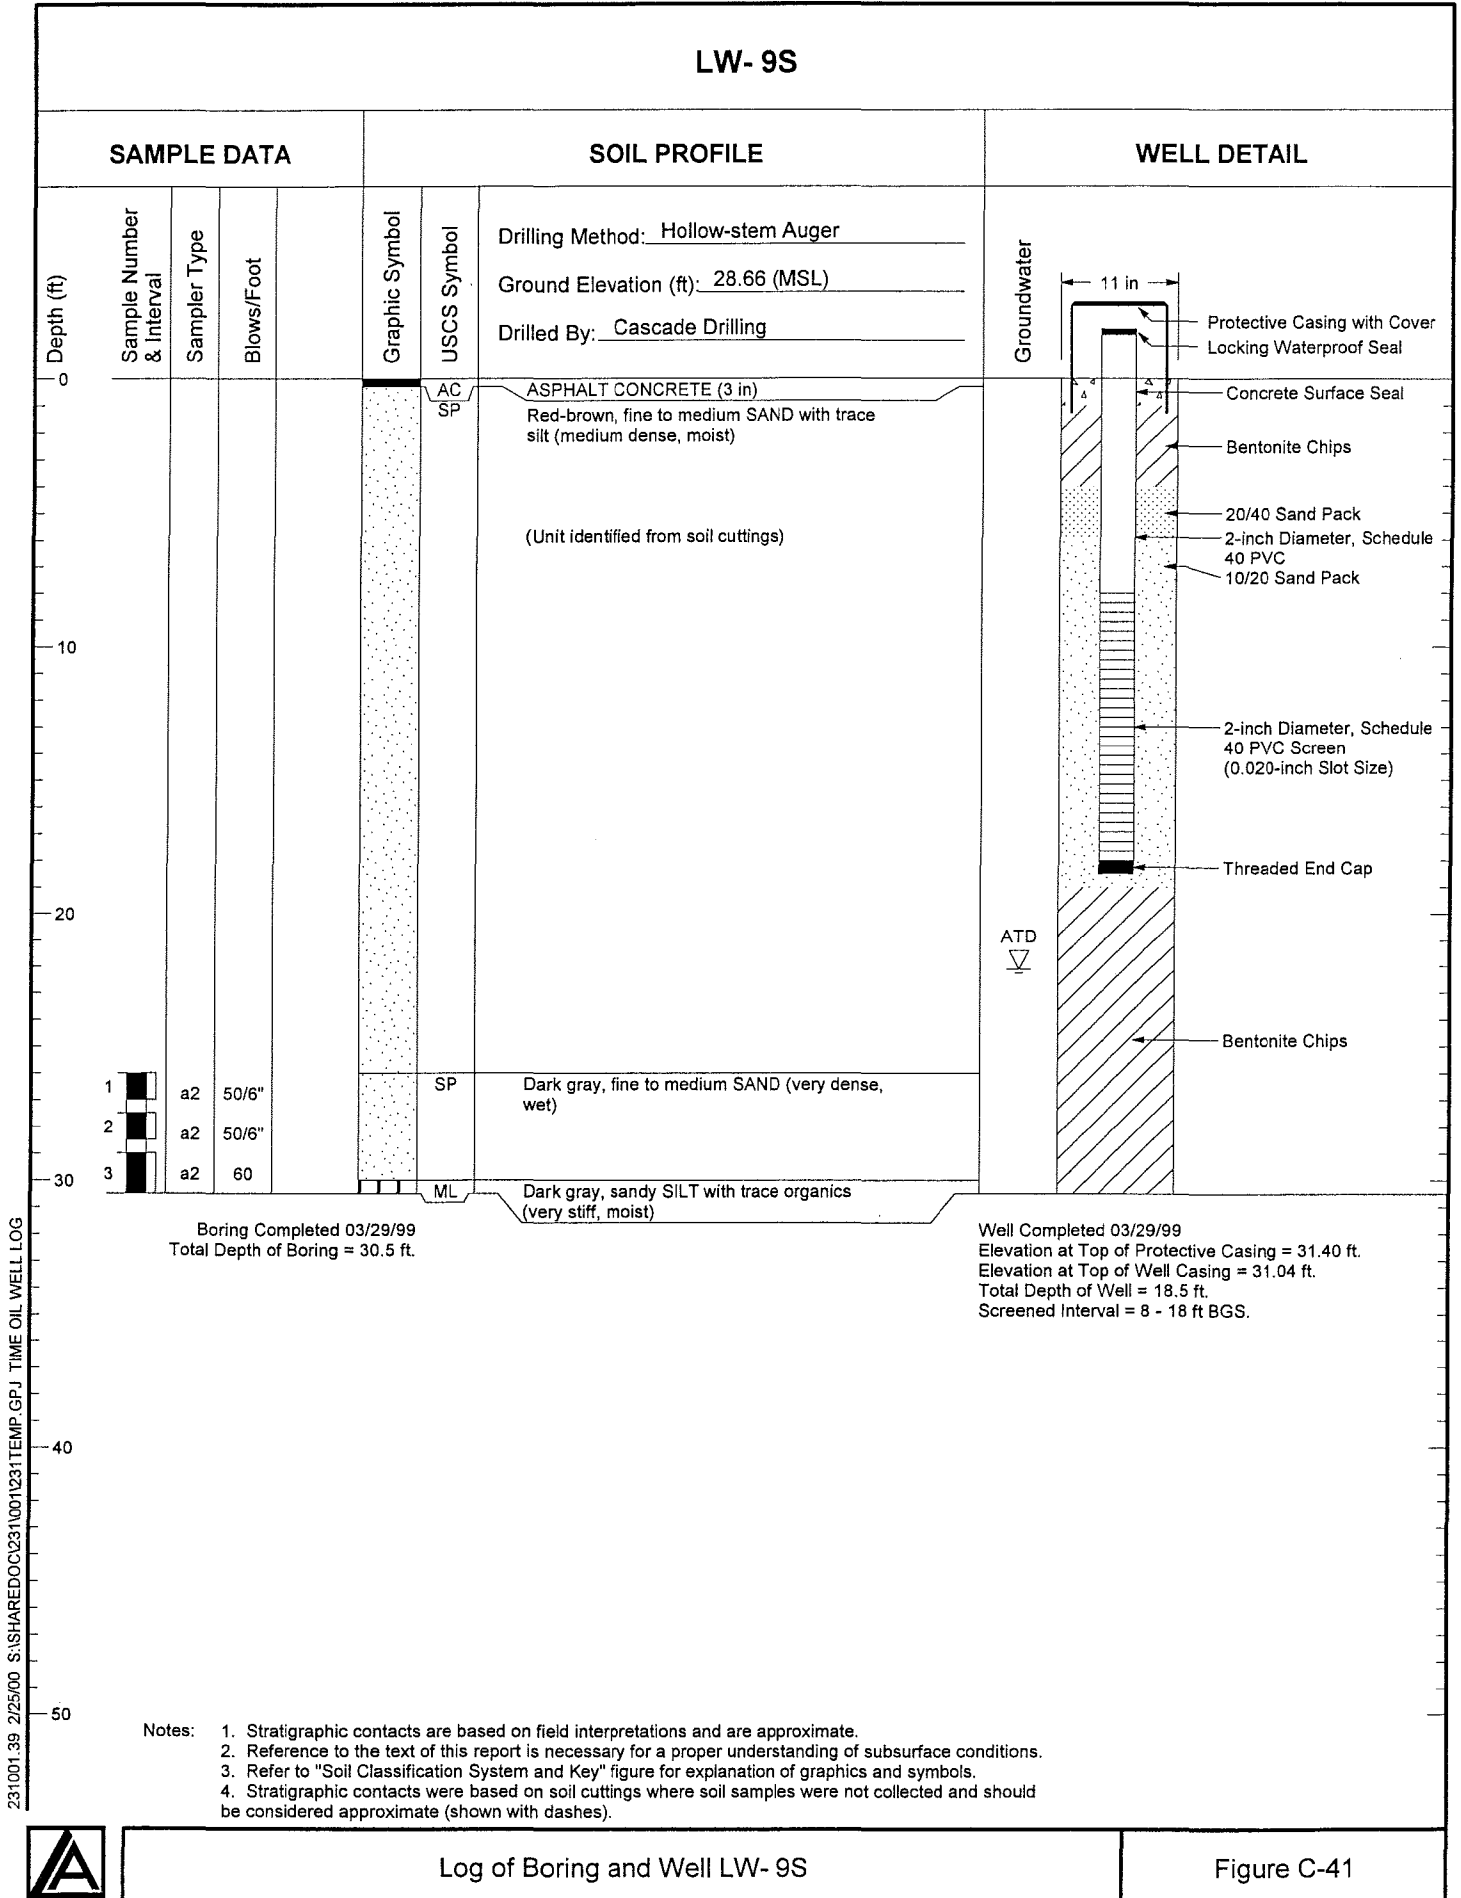 LW- 9S
SAMPLE DATA
SOIL PROFILE
WELL DETAIL
Depth (ft)
Sample Number
& Interval
Sampler Type
Blows/Foot
Graphic Symbol
USCS Symbol
Drilling Method: Hollow-stem Auger
Ground Elevation (ft): 28.66 (MSL)
Drilled By: Cascade Drilling
Groundwater
11 in
Protective Casing with Cover
Locking Waterproof Seal
0
AC
ASPHALT CONCRETE (3 in)
Concrete Surface Seal
SP
Red-brown, fine to medium SAND with trace
silt (medium dense, moist)
Bentonite Chips
20/40 Sand Pack
(Unit identified from soil cuttings)
2-inch Diameter, Schedule
40 PVC
10/20 Sand Pack
10
2-inch Diameter, Schedule
40 PVC Screen
(0.020-inch Slot Size)
Threaded End Cap
20
ATD
Bentonite Chips
1
a2
50/6"
SP
Dark gray, fine to medium SAND (very dense,
wet)
2
a2
50/6"
3
a2
60
30
ML
Dark gray, sandy SILT with trace organics
(very stiff, moist)
Boring Completed 03/29/99
Total Depth of Boring = 30.5 ft.
Well Completed 03/29/99
Elevation at Top of Protective Casing = 31.40 ft.
Elevation at Top of Well Casing = 31.04 ft.
Total Depth of Well = 18.5 ft.
Screened Interval = 8 - 18 ft BGS.
40
50
231001.39 2/25/00 S:\SHAREDOC\231\001\231TEMP.GPJ TIME OIL WELL LOG
Notes: 1. Stratigraphic contacts are based on field interpretations and are approximate.
2. Reference to the text of this report is necessary for a proper understanding of subsurface conditions.
3. Refer to "Soil Classification System and Key" figure for explanation of graphics and symbols.
4. Stratigraphic contacts were based on soil cuttings where soil samples were not collected and should
be considered approximate (shown with dashes).
Log of Boring and Well LW- 9S
Figure C-41